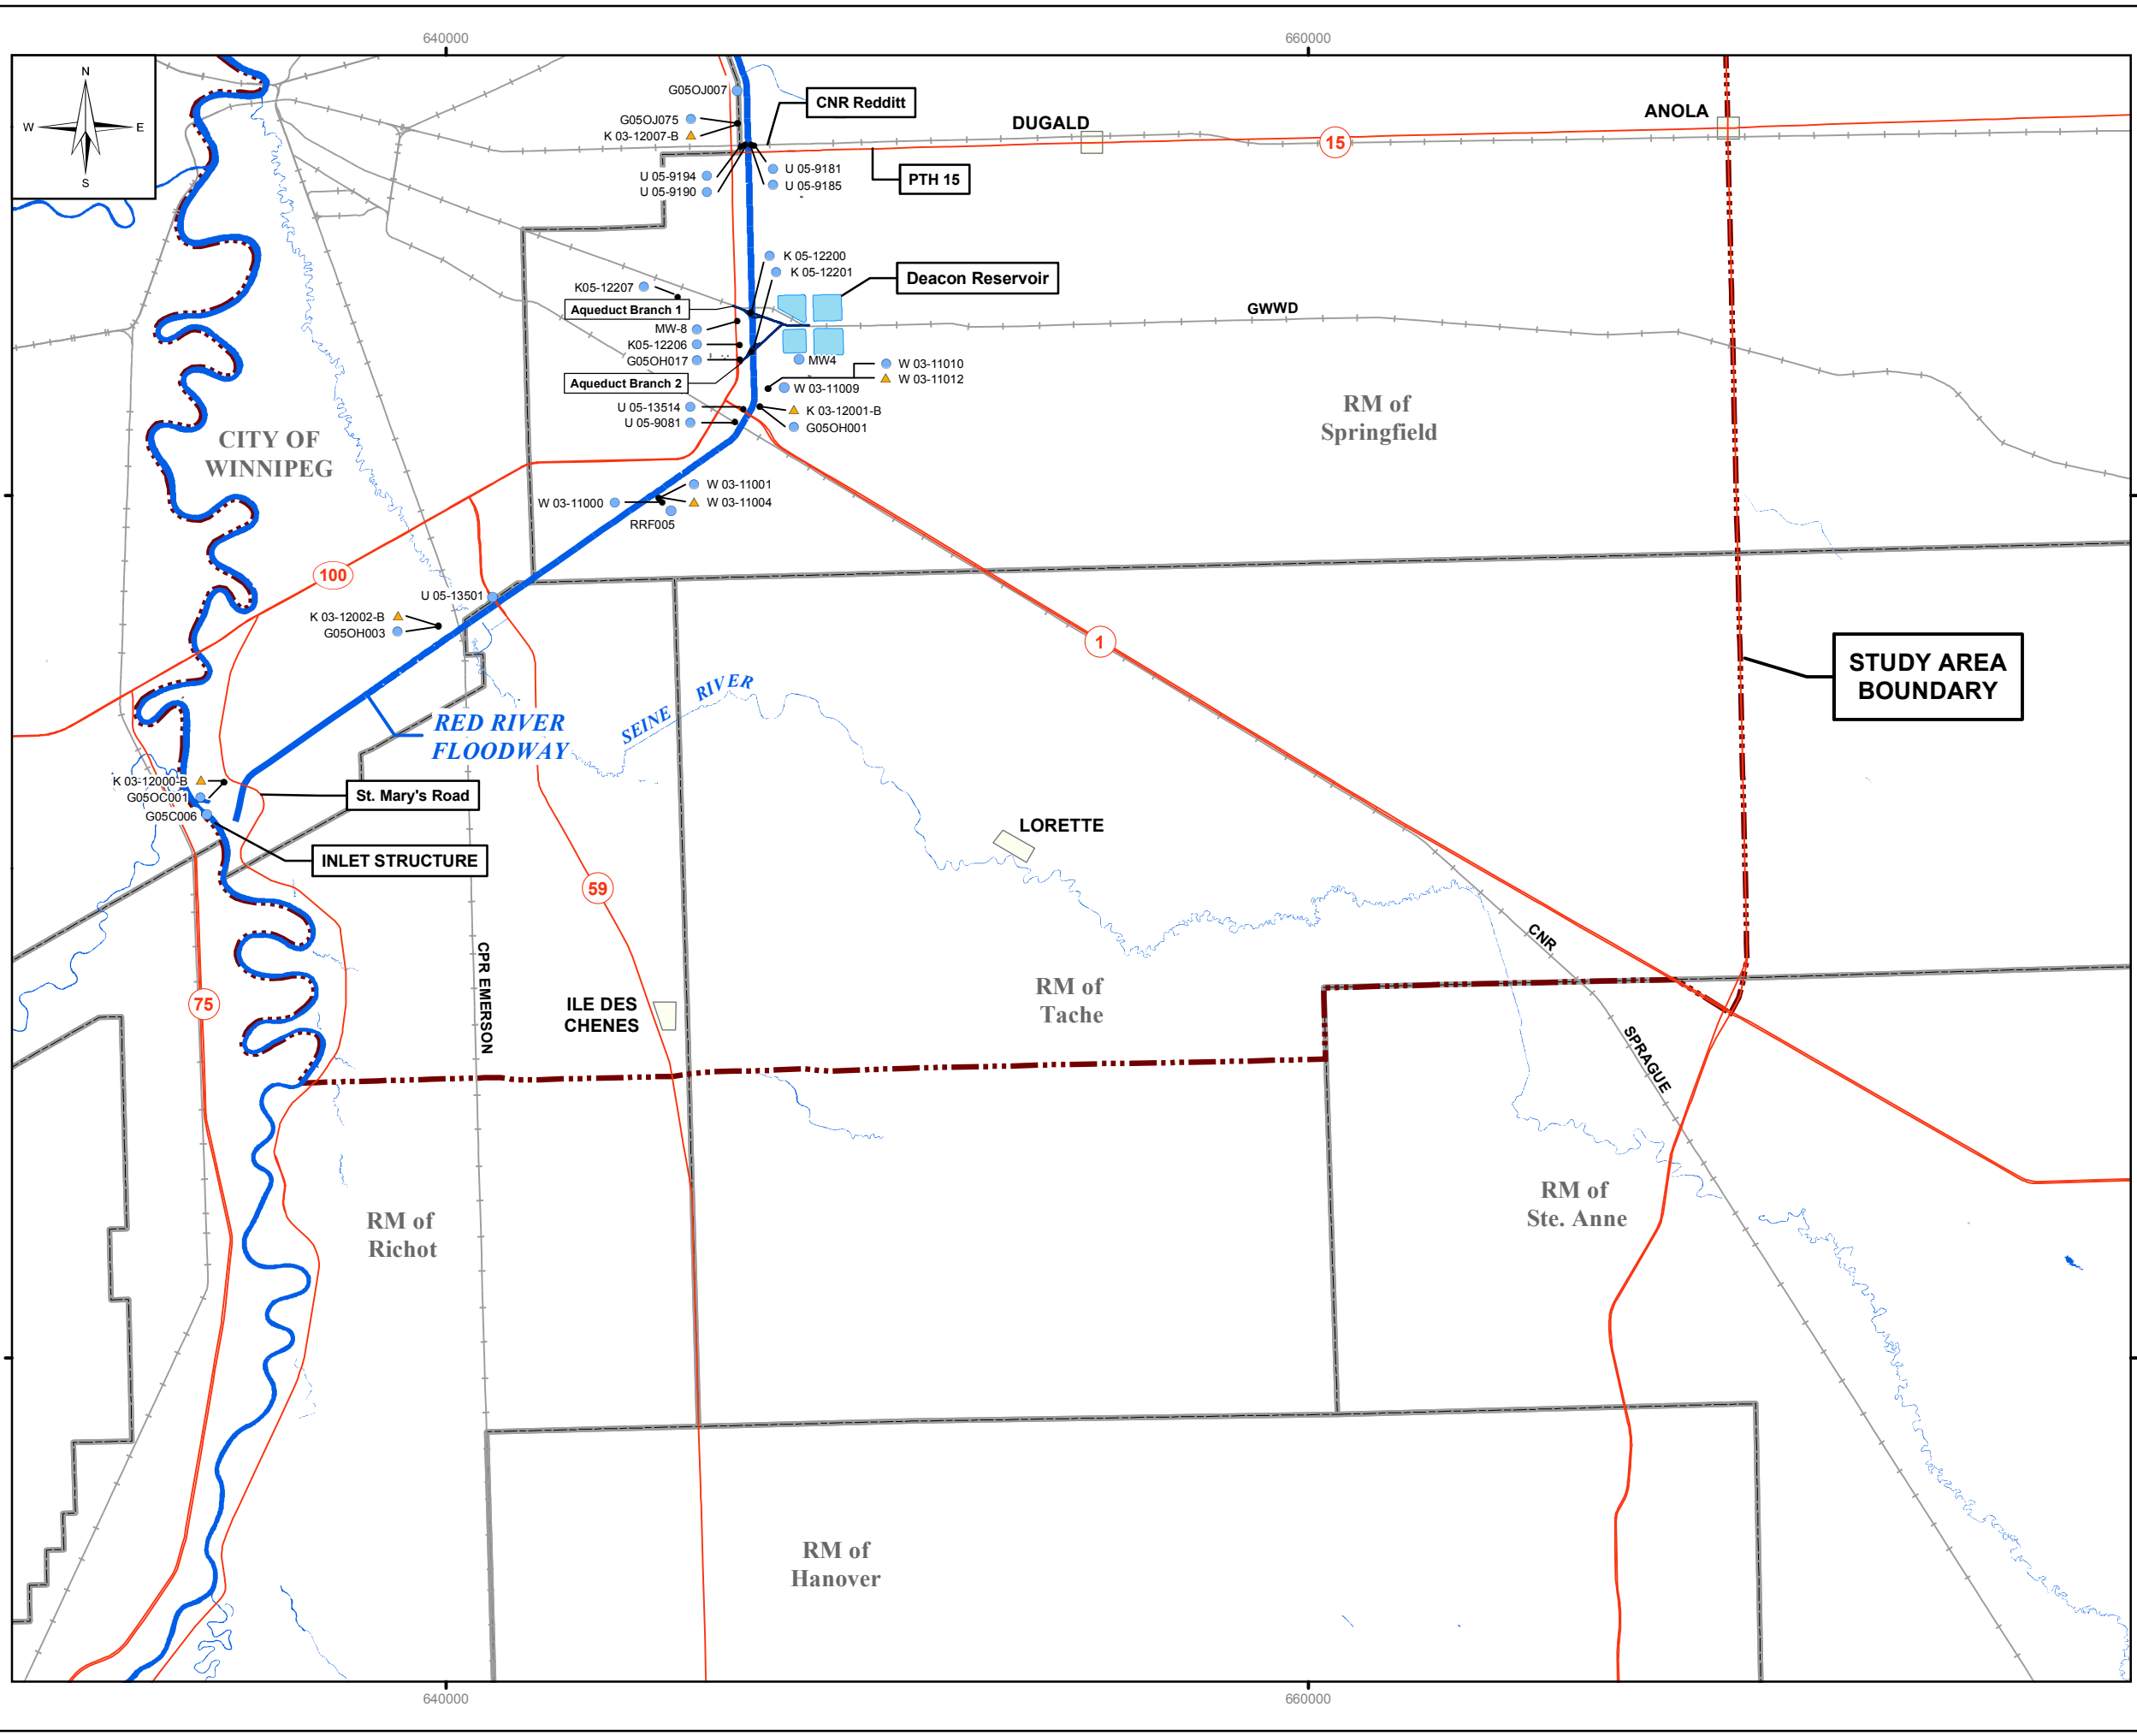 640000
660000
N
W
E
S
G05OJ007
CNR Redditt
G05OJ075
K 03-12007-B
DUGALD
ANOLA
15
U 05-9181
U 05-9185
U 05-9194
U 05-9190
PTH 15
K 05-12200
K 05-12201
Deacon Reservoir
K05-12207
Aqueduct Branch 1
GWWD
MW-8
K05-12206
G05OH017
MW4
W 03-11010
W 03-11012
W 03-11009
Aqueduct Branch 2
U 05-13514
U 05-9081
K 03-12001-B
G05OH001
RM of
Springfield
CITY OF
WINNIPEG
W 03-11001
W 03-11004
W 03-11000
RRF005
100
U 05-13501
K 03-12002-B
G05OH003
1
STUDY AREA
BOUNDARY
SEINE RIVER
RED RIVER
FLOODWAY
K 03-12000-B
G05OC001
G05C006
St. Mary's Road
INLET STRUCTURE
LORETTE
59
CNR
CPR EMERSON
75
ILE DES
CHENES
RM of
Tache
SPRAGUE
RM of
Richot
RM of
Ste. Anne
RM of
Hanover
640000
660000